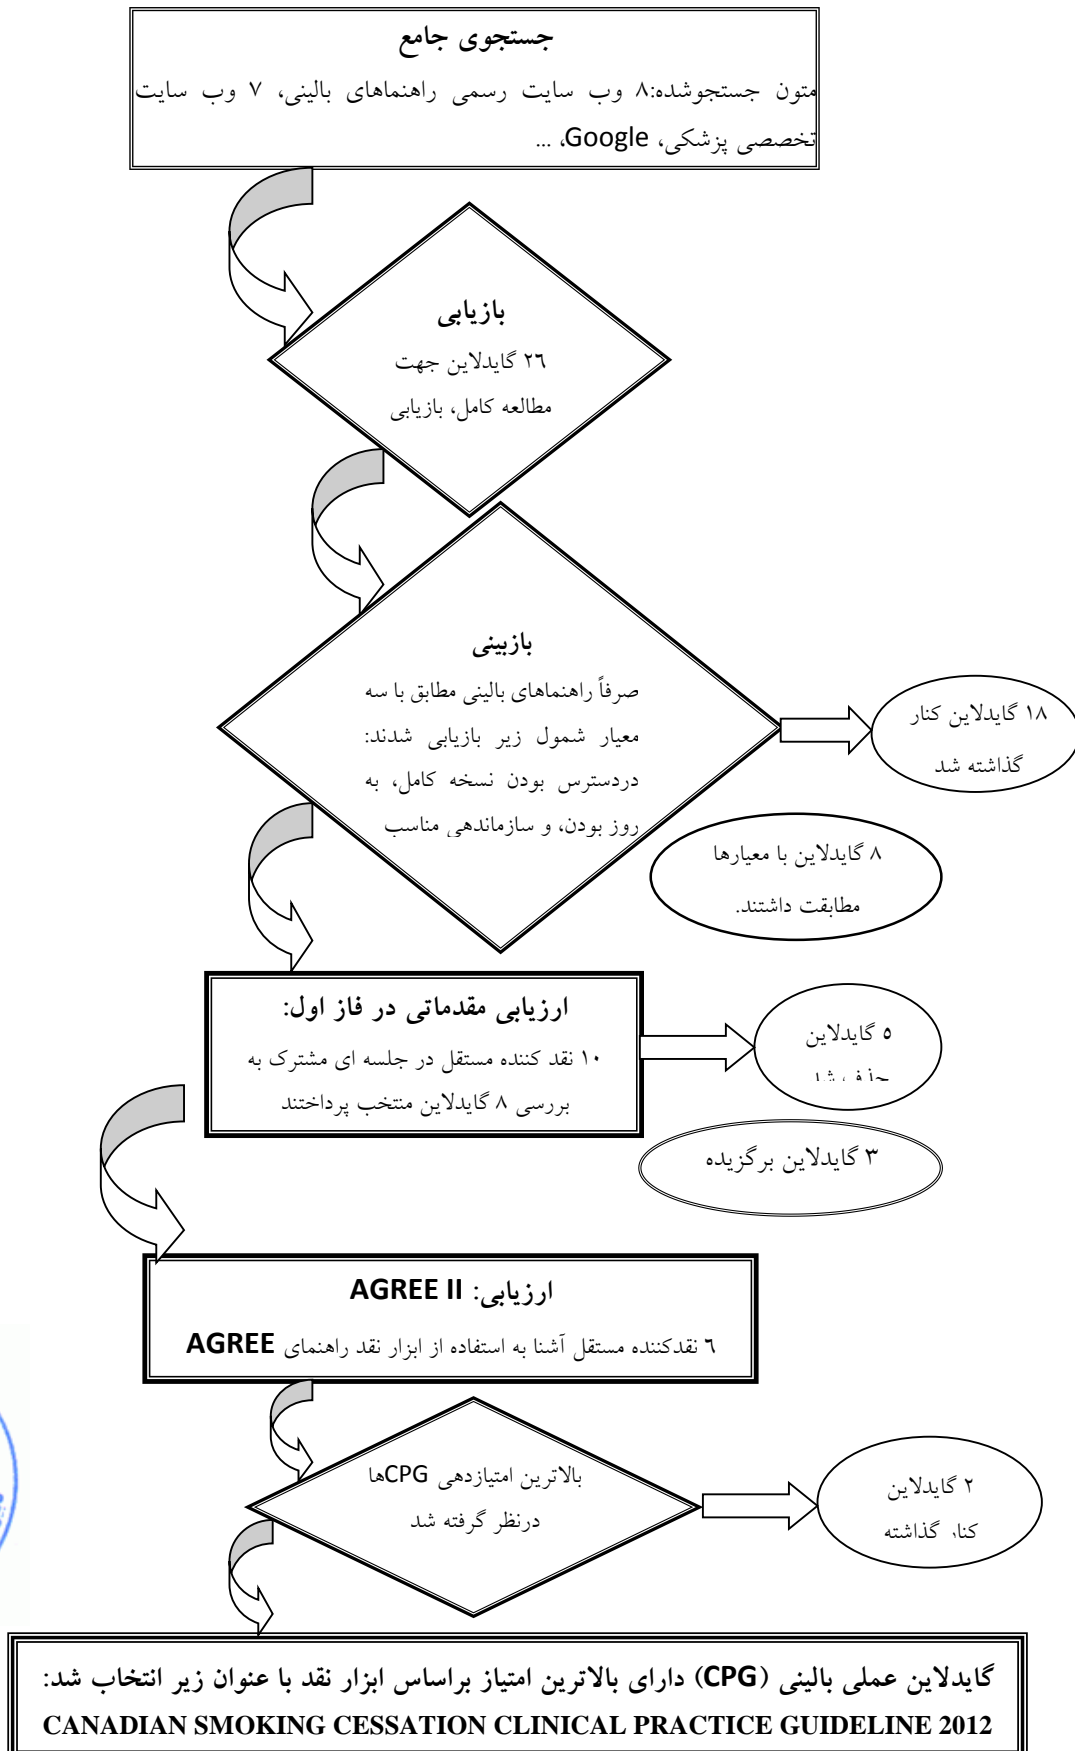 جستجوی جامع
متون جستجوشده:۸ وب سایت رسمی راهنماهای بالینی، ۷ وب سایت
تخصصی پزشکی، Google، ...
بازیابی
۲۶ گایدلاین جهت
مطالعه کامل، بازیابی
بازبینی
صرفاً راهنماهای بالینی مطابق با سه
معیار شمول زیر بازیابی شدند:
دردسترس بودن نسخه کامل، به
روز بودن، و سازماندهی مناسب
۱۸ گایدلاین کنار
گذاشته شد
۸ گایدلاین با معیارها
مطابقت داشتند.
ارزیابی مقدماتی در فاز اول:
۱۰ نقد کننده مستقل در جلسه ای مشترک به
بررسی ۸ گایدلاین منتخب پرداختند
۵ گایدلاین
حذف شد
۳ گایدلاین برگزیده
ارزیابی: AGREE II
۶ نقدکننده مستقل آشنا به استفاده از ابزار نقد راهنمای AGREE
بالاترین امتیازدهی CPGها
درنظر گرفته شد
۲ گایدلاین
کنار گذاشته
گایدلاین عملی بالینی (CPG) دارای بالاترین امتیاز براساس ابزار نقد با عنوان زیر انتخاب شد:
CANADIAN SMOKING CESSATION CLINICAL PRACTICE GUIDELINE 2012